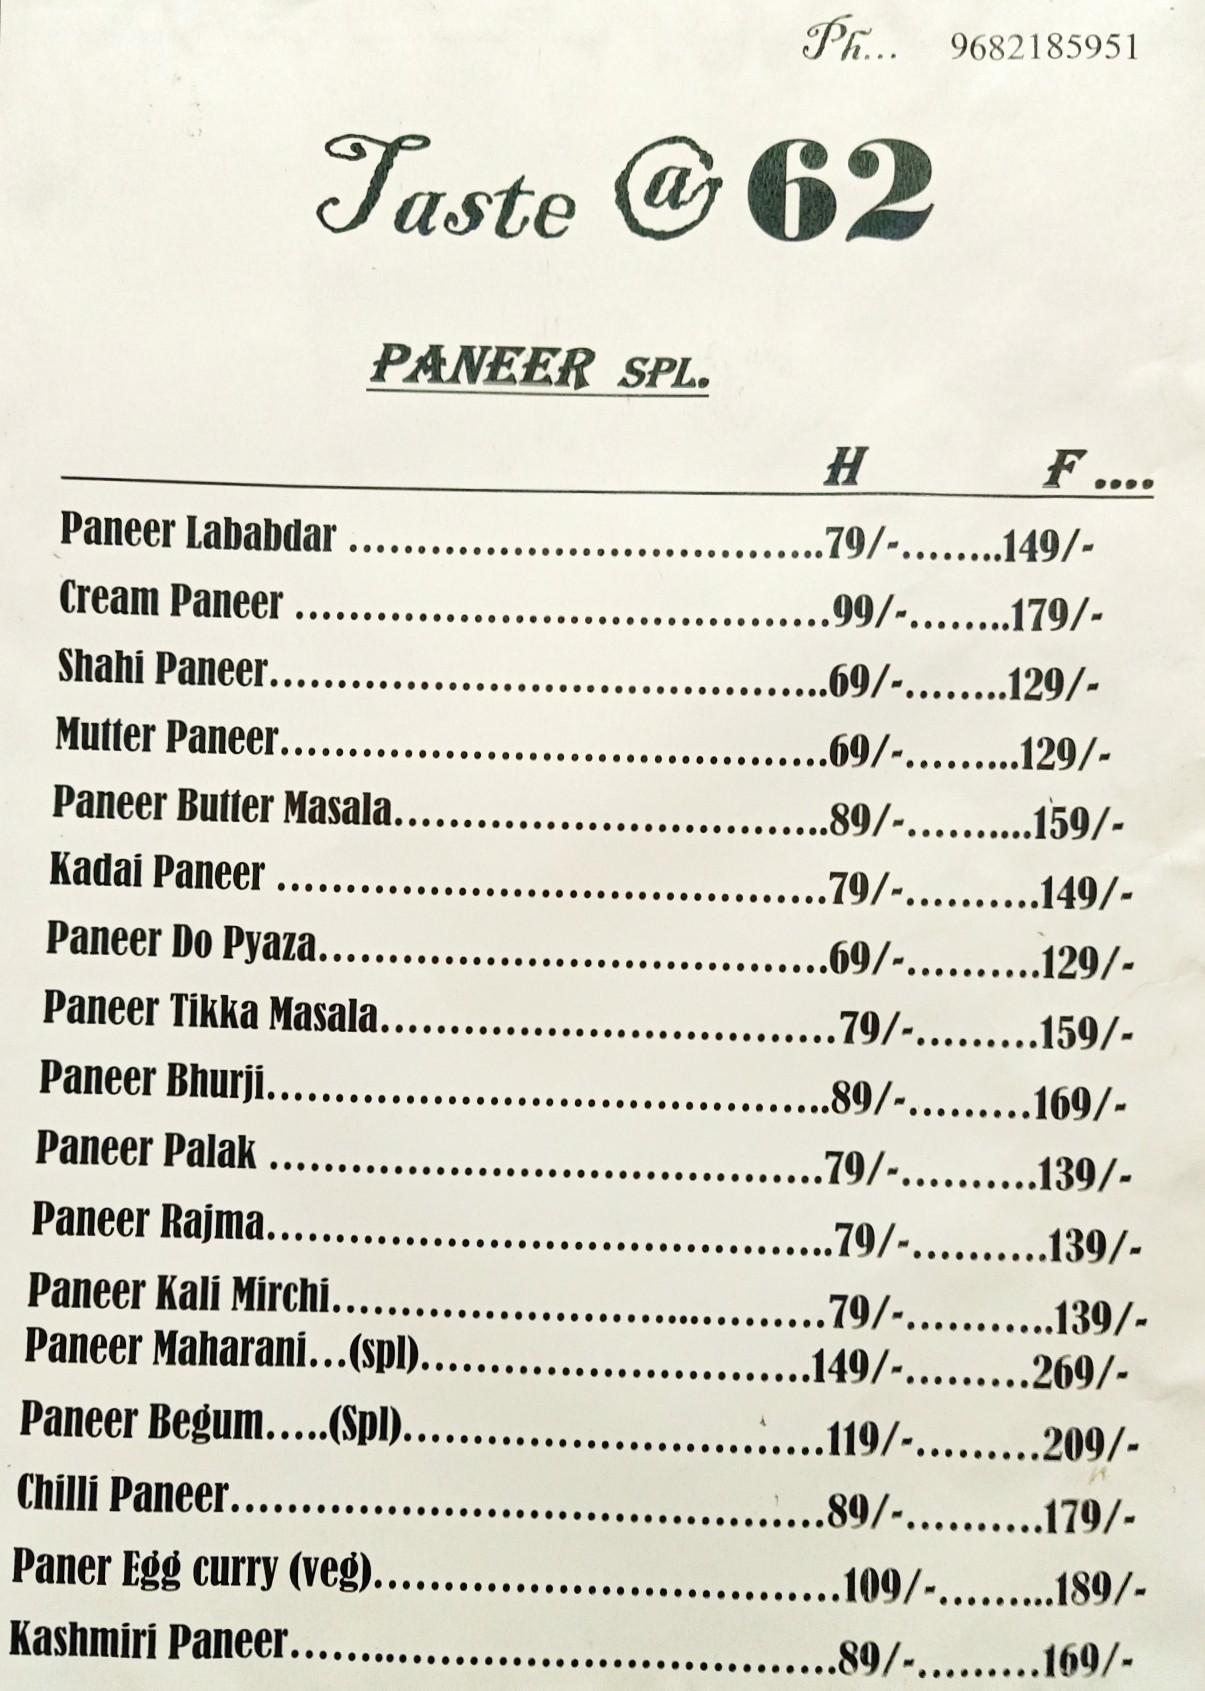 Ph... 9682185951
Taste @ 62
PANEER SPL.
H F ....
Paneer Lababdar ...................................79/-........149/-
Cream Paneer .......................................99/-........179/-
Shahi Paneer.........................................69/-........129/-
Mutter Paneer........................................69/-.........129/-
Paneer Butter Masala................................89/-..........159/-
Kadai Paneer ........................................79/-..........149/-
Paneer Do Pyaza.....................................69/-..........129/-
Paneer Tikka Masala.................................79/-.........159/-
Paneer Bhurji.........................................89/-.........169/-
Paneer Palak ........................................79/-..........139/-
Paneer Rajma.........................................79/-..........139/-
Paneer Kali Mirchi....................................79/-...........139/-
Paneer Maharani...(spl)............................149/-.........269/-
Paneer Begum.....(Spl)...............................119/-.........209/-
Chilli Paneer...........................................89/-..........179/-
Paner Egg curry (veg)..................................109/-.........189/-
Kashmiri Paneer........................................89/-.........169/-